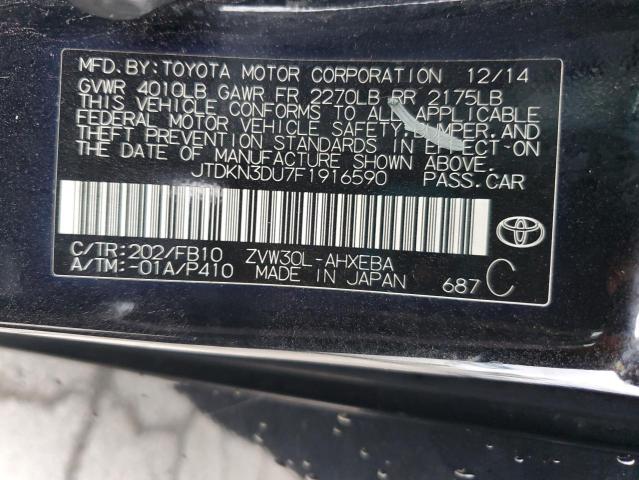 MFD. BY: TOYOTA MOTOR CORPORATION 12/14
GVWR 4010LB GAWR FR 2270LB RR 2175LB
THIS VEHICLE CONFORMS TO ALL APPLICABLE
FEDERAL MOTOR VEHICLE SAFETY, BUMPER, AND
THEFT PREVENTION STANDARDS IN EFFECT ON
THE DATE OF MANUFACTURE SHOWN ABOVE.
JTDKN3DU7F1916590 PASS. CAR
C/TR: 202/FB10 ZVW30L-AHXEBA
A/TM: -01A/P410 MADE IN JAPAN 687 C